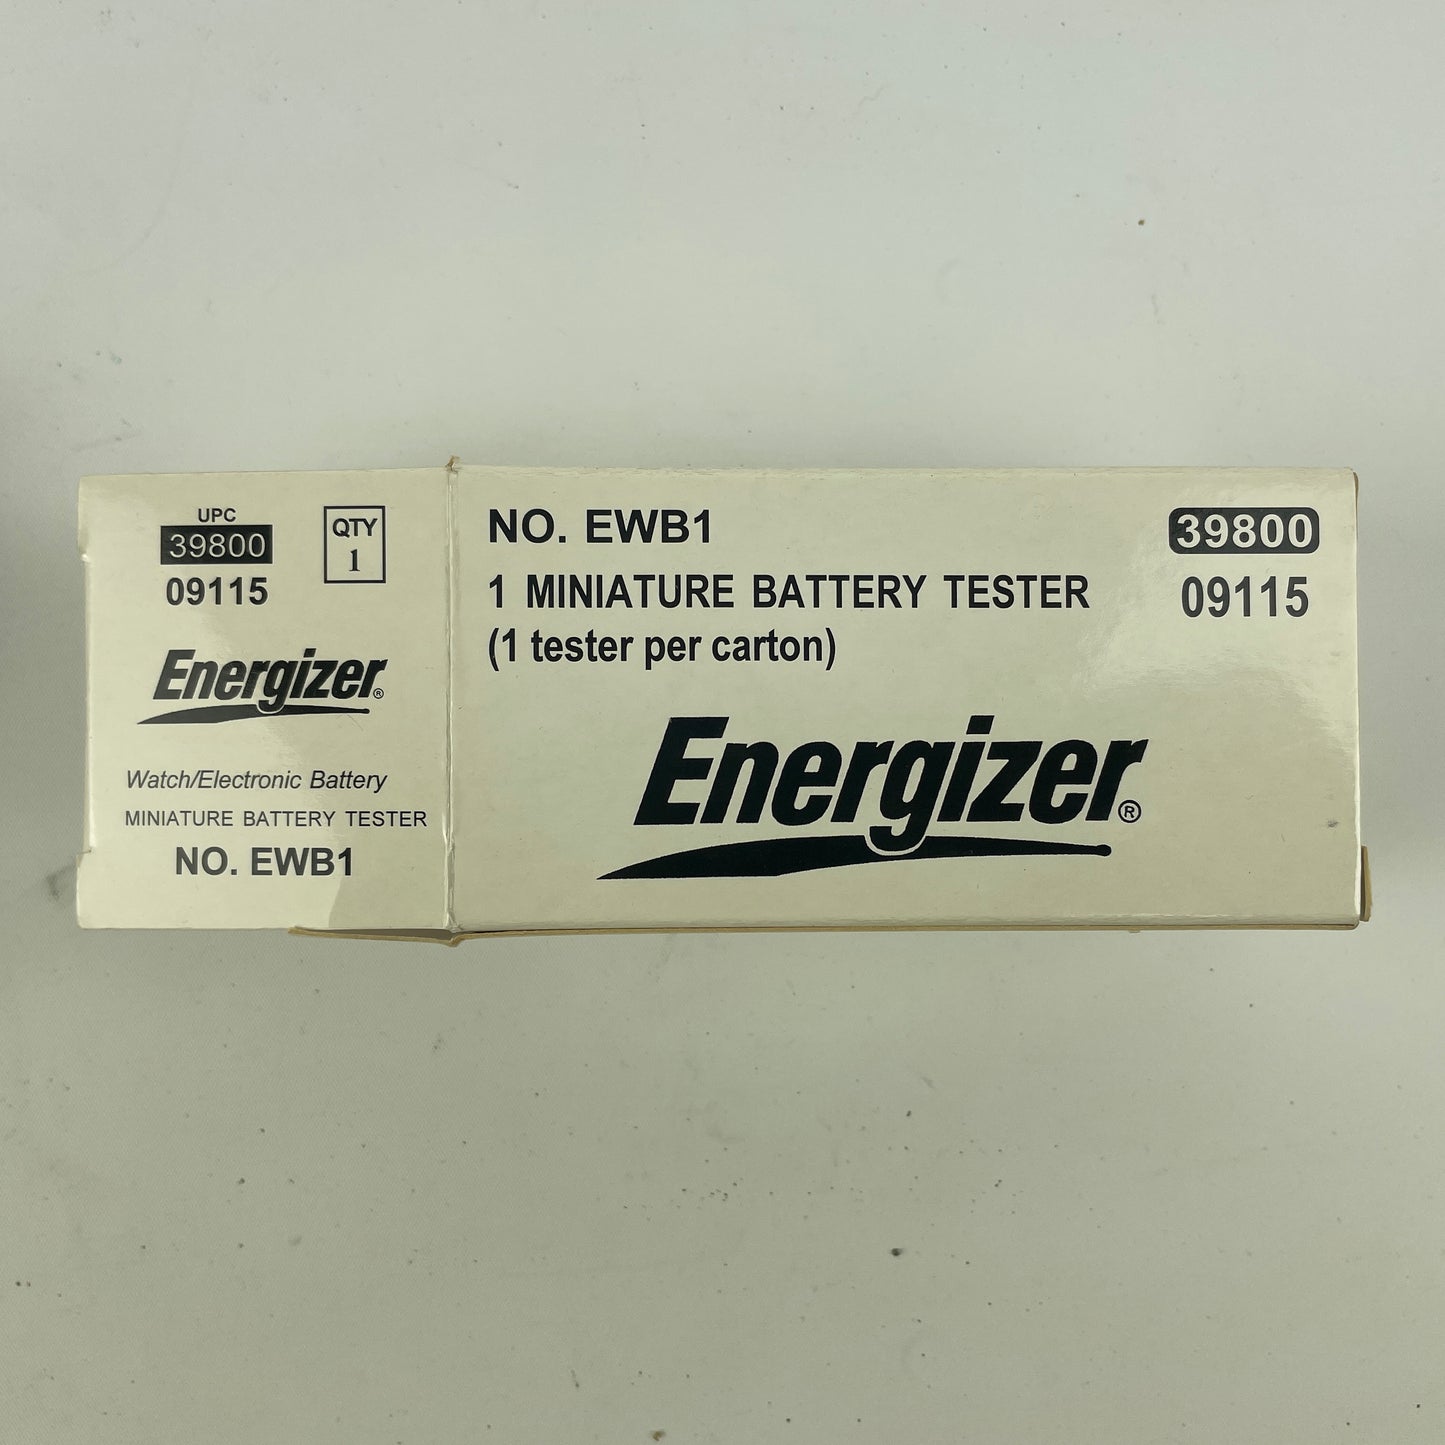 UPC
39800
09115
QTY
1
Energizer®
Watch/Electronic Battery
MINIATURE BATTERY TESTER
NO. EWB1
NO. EWB1
1 MINIATURE BATTERY TESTER
(1 tester per carton)
39800
09115
Energizer®